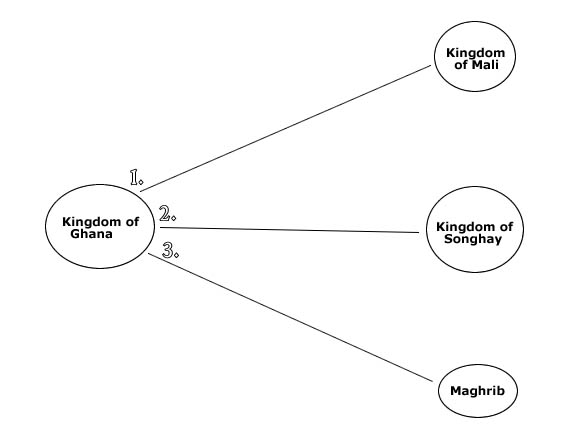 Kingdom
of Mali
1.
2.
Kingdom of
Ghana
Kingdom of
Songhay
3.
Maghrib